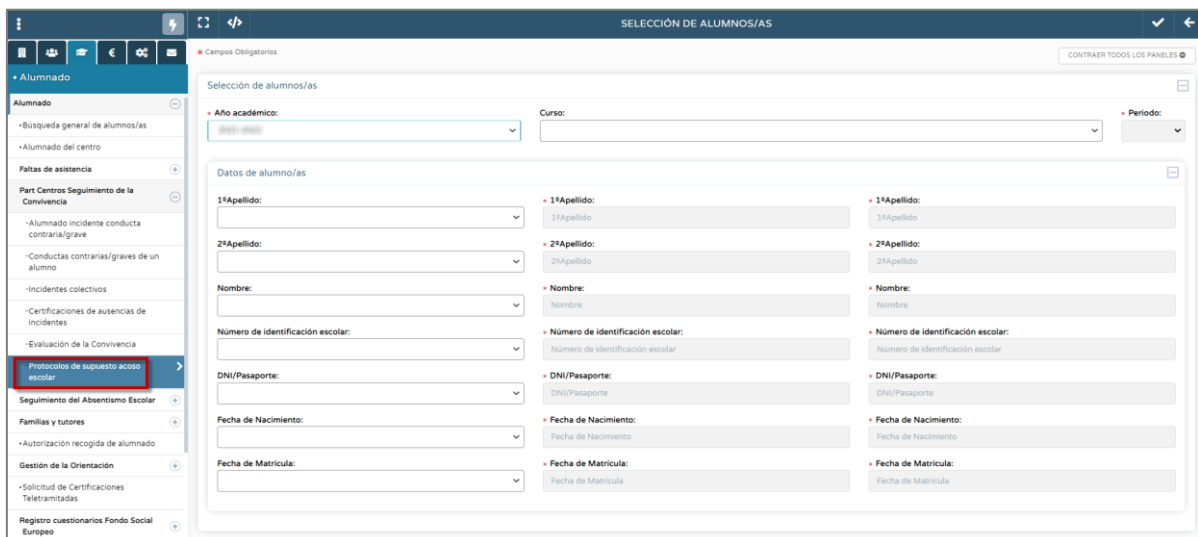 SELECCIÓN DE ALUMNOS/AS
• Alumnado
Alumnado
•Búsqueda general de alumnos/as
•Alumnado del centro
Faltas de asistencia
Part Centros Seguimiento de la
Convivencia
-Alumnado incidente conducta
contraria/grave
-Conductas contrarias/graves de un
alumno
-Incidentes colectivos
-Certificaciones de ausencias de
incidentes
-Evaluación de la Convivencia
-Protocolos de supuesto acoso
escolar
Seguimiento del Absentismo Escolar
Familias y tutores
•Autorización recogida de alumnado
Gestión de la Orientación
•Solicitud de Certificaciones
Teletramitadas
Registro cuestionarios Fondo Social
Europeo
* Campos Obligatorios
CONTRAER TODOS LOS PANELES
Selección de alumnos/as
* Año académico: Curso: * Periodo:
Datos de alumno/as
1ºApellido: * 1ºApellido: * 1ºApellido:
1ºApellido 1ºApellido
2ºApellido: * 2ºApellido: * 2ºApellido:
2ºApellido 2ºApellido
Nombre: * Nombre: * Nombre:
Nombre Nombre
Número de identificación escolar: * Número de identificación escolar: * Número de identificación escolar:
Número de identificación escolar Número de identificación escolar
DNI/Pasaporte: * DNI/Pasaporte: * DNI/Pasaporte:
DNI/Pasaporte DNI/Pasaporte
Fecha de Nacimiento: * Fecha de Nacimiento: * Fecha de Nacimiento:
Fecha de Nacimiento Fecha de Nacimiento
Fecha de Matrícula: * Fecha de Matrícula: * Fecha de Matrícula:
Fecha de Matrícula Fecha de Matrícula